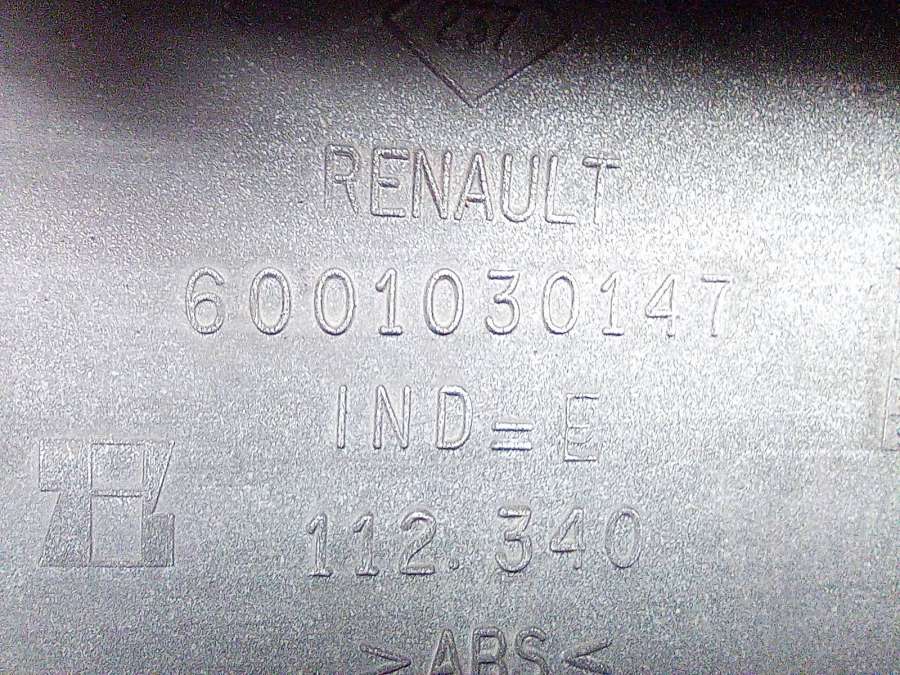 RENAULT
6001030147
IND=E
112.340
>ABS<